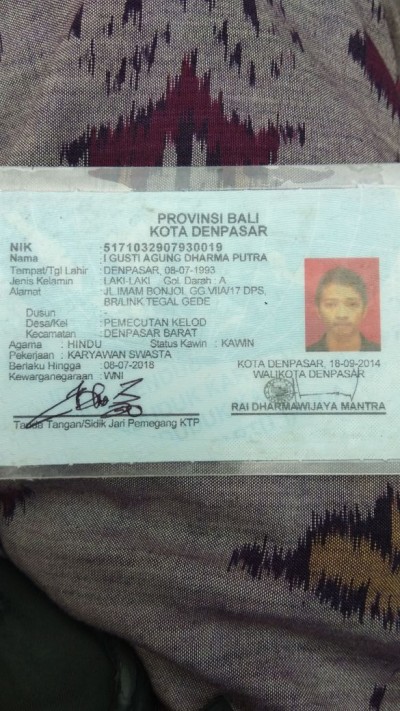 PROVINSI BALI
KOTA DENPASAR
NIK : 5171032907930019
Nama : I GUSTI AGUNG DHARMA PUTRA
Tempat/Tgl Lahir : DENPASAR, 08-07-1993
Jenis Kelamin : LAKI-LAKI Gol. Darah : A
Alamat : JL IMAM BONJOL GG VIIA/17 DPS,
BR/LINK TEGAL GEDE
Dusun : -
Desa/Kel : PEMECUTAN KELOD
Kecamatan : DENPASAR BARAT
Agama : HINDU Status Kawin : KAWIN
Pekerjaan : KARYAWAN SWASTA
Berlaku Hingga : 08-07-2016
Kewarganegaraan : WNI
KOTA DENPASAR, 18-09-2014
WALIKOTA DENPASAR
RAI DHARMAWIJAYA MANTRA
Tanda Tangan/Sidik Jari Pemegang KTP